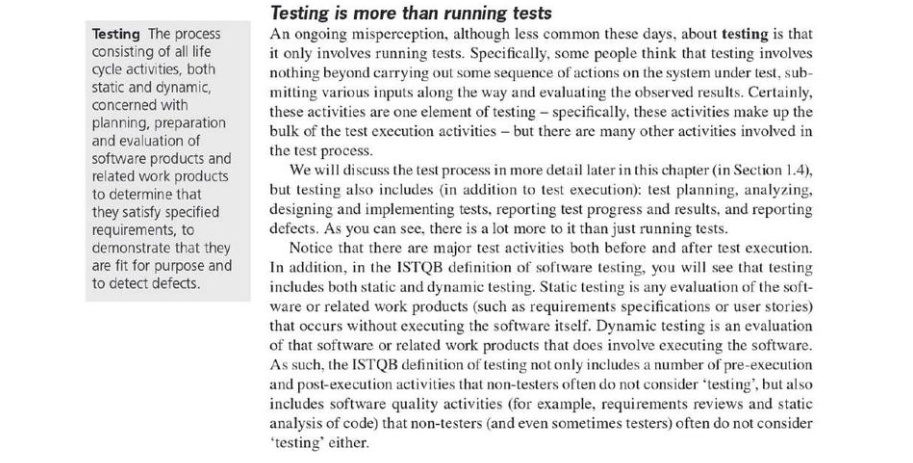 Testing is more than running tests
Testing The process
consisting of all life
cycle activities, both
static and dynamic,
concerned with
planning, preparation
and evaluation of
software products and
related work products
to determine that
they satisfy specified
requirements, to
demonstrate that they
are fit for purpose and
to detect defects.
An ongoing misperception, although less common these days, about testing is that
it only involves running tests. Specifically, some people think that testing involves
nothing beyond carrying out some sequence of actions on the system under test, sub-
mitting various inputs along the way and evaluating the observed results. Certainly,
these activities are one element of testing – specifically, these activities make up the
bulk of the test execution activities – but there are many other activities involved in
the test process.
We will discuss the test process in more detail later in this chapter (in Section 1.4),
but testing also includes (in addition to test execution): test planning, analyzing,
designing and implementing tests, reporting test progress and results, and reporting
defects. As you can see, there is a lot more to it than just running tests.
Notice that there are major test activities both before and after test execution.
In addition, in the ISTQB definition of software testing, you will see that testing
includes both static and dynamic testing. Static testing is any evaluation of the soft-
ware or related work products (such as requirements specifications or user stories)
that occurs without executing the software itself. Dynamic testing is an evaluation
of that software or related work products that does involve executing the software.
As such, the ISTQB definition of testing not only includes a number of pre-execution
and post-execution activities that non-testers often do not consider ‘testing’, but also
includes software quality activities (for example, requirements reviews and static
analysis of code) that non-testers (and even sometimes testers) often do not consider
‘testing’ either.